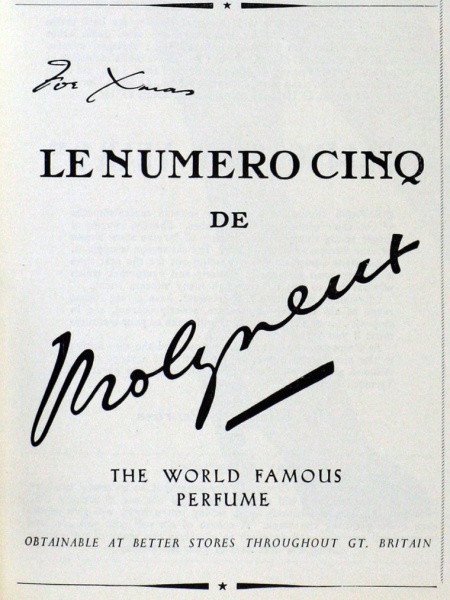 For Xmas
LE NUMERO CINQ
DE
Molyneux
THE WORLD FAMOUS
PERFUME
OBTAINABLE AT BETTER STORES THROUGHOUT GT. BRITAIN